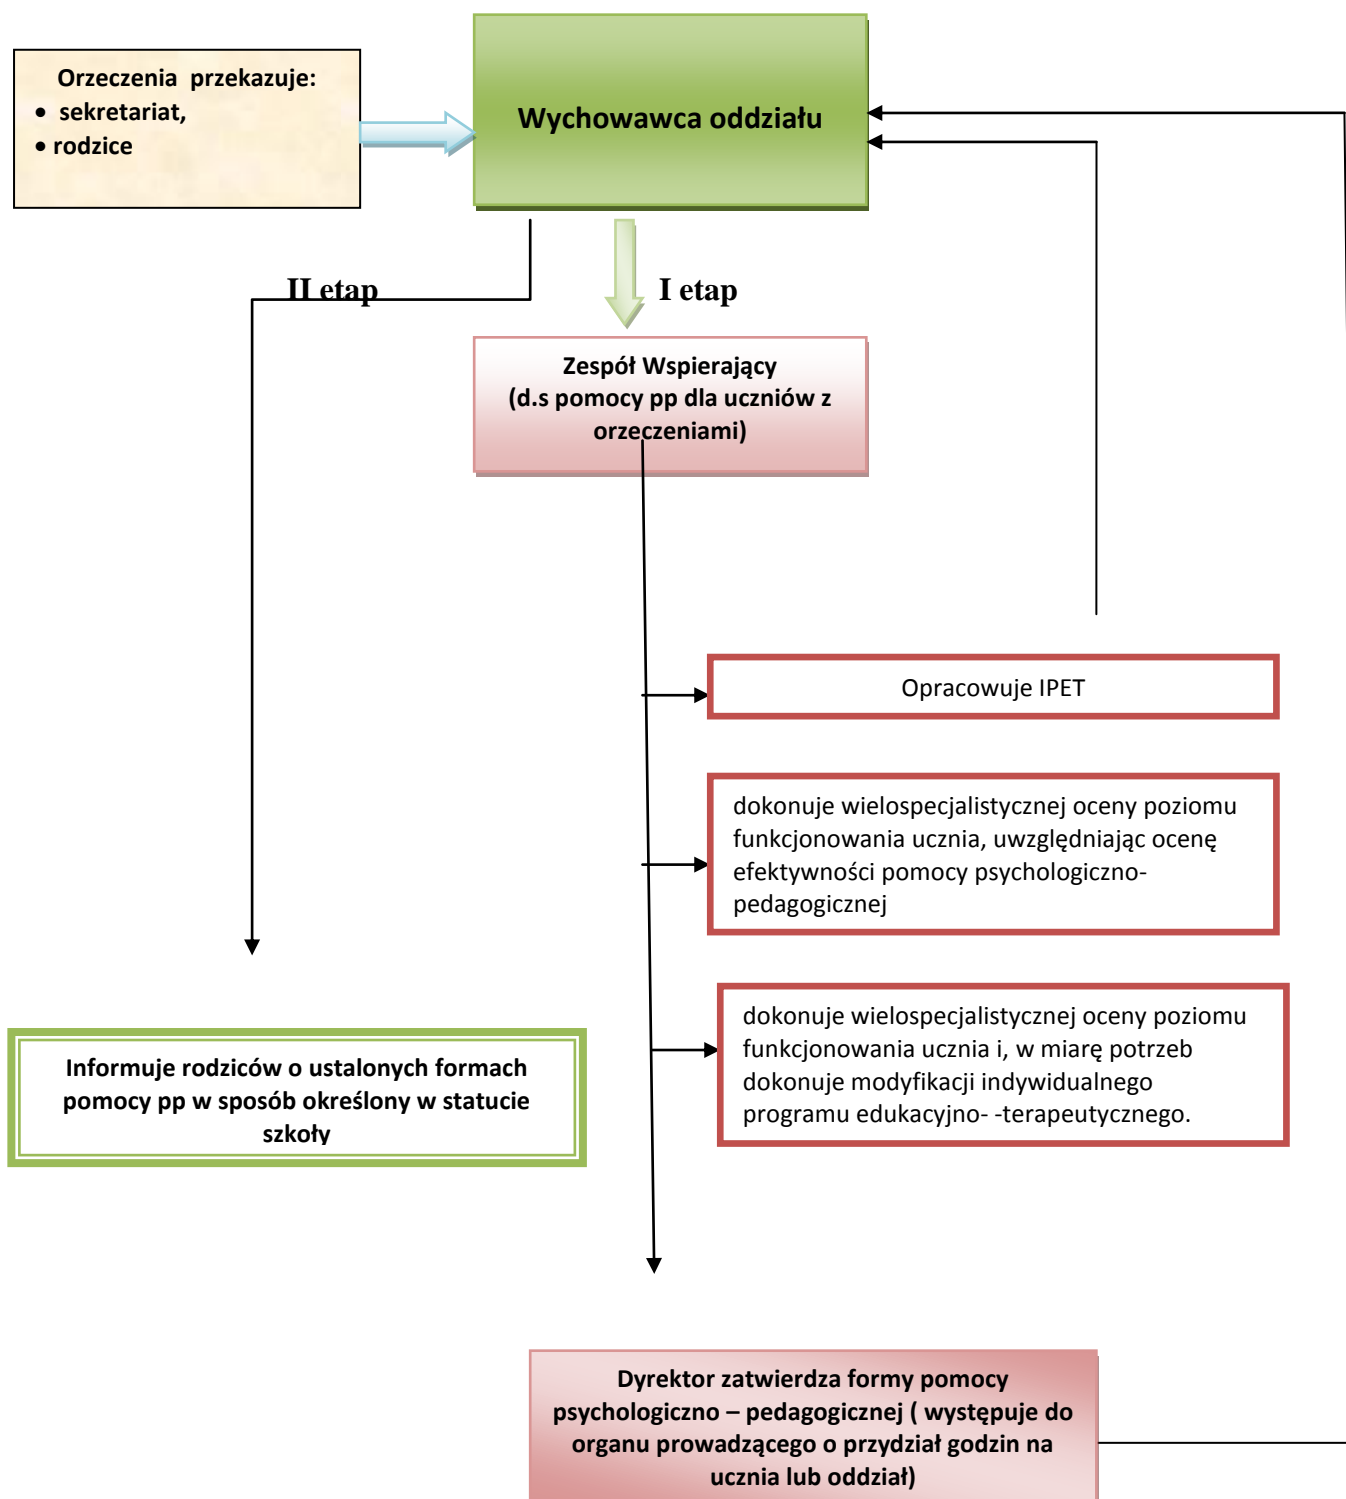 Orzeczenia przekazuje:
• sekretariat,
• rodzice
Wychowawca oddziału
II etap
I etap
Zespół Wspierający
(d.s pomocy pp dla uczniów z
orzeczeniami)
Opracowuje IPET
dokonuje wielospecjalistycznej oceny poziomu
funkcjonowania ucznia, uwzględniając ocenę
efektywności pomocy psychologiczno-
pedagogicznej
dokonuje wielospecjalistycznej oceny poziomu
funkcjonowania ucznia i, w miarę potrzeb
dokonuje modyfikacji indywidualnego
programu edukacyjno- -terapeutycznego.
Informuje rodziców o ustalonych formach
pomocy pp w sposób określony w statucie
szkoły
Dyrektor zatwierdza formy pomocy
psychologiczno – pedagogicznej ( występuje do
organu prowadzącego o przydział godzin na
ucznia lub oddział)